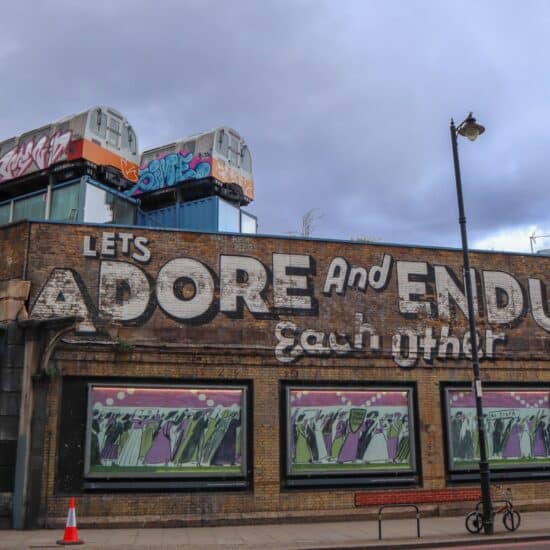 LETS
ADORE And ENDU
Each Other